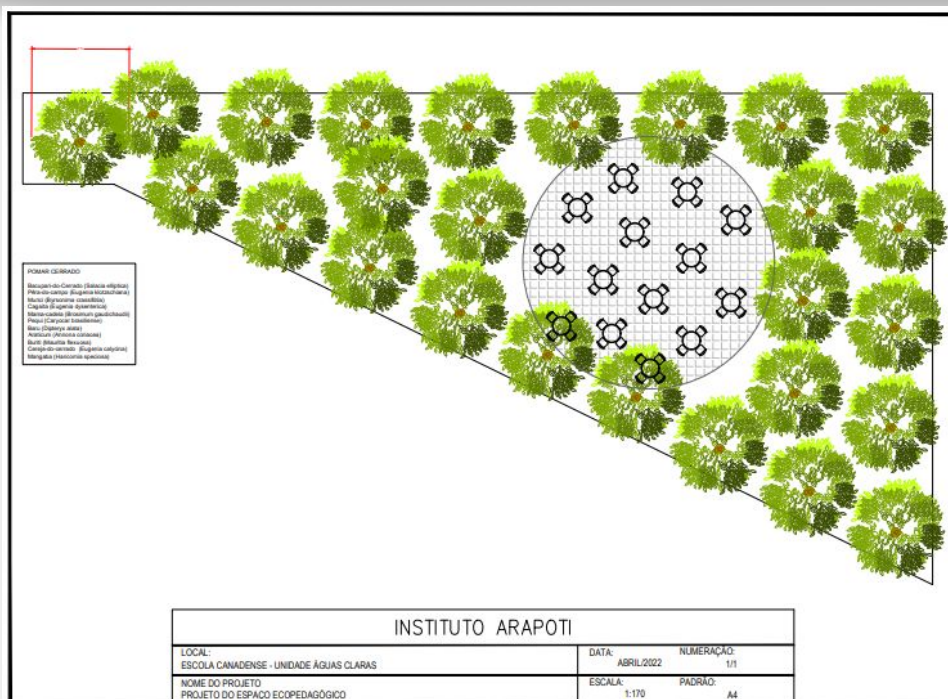 POMAR CERRADO
Bacupari-do-Cerrado (Salacia elliptica)
Pêra-do-campo (Eugenia klotzschiana)
Murici (Byrsonima crassifolia)
Cagaita (Eugenia dysenterica)
Mama-cadela (Brosimum gaudichaudii)
Pequi (Caryocar brasiliense)
Baru (Dipteryx alata)
Araticum (Annona coriacea)
Buriti (Mauritia flexuosa)
Cereja-do-cerrado (Eugenia calycina)
Mangaba (Hancornia speciosa)
INSTITUTO ARAPOTI
LOCAL:
ESCOLA CANADENSE - UNIDADE ÁGUAS CLARAS
DATA:
ABRIL/2022
NUMERAÇÃO:
1/1
NOME DO PROJETO
PROJETO DO ESPAÇO ECOPEDAGÓGICO
ESCALA:
1:170
PADRÃO:
A4